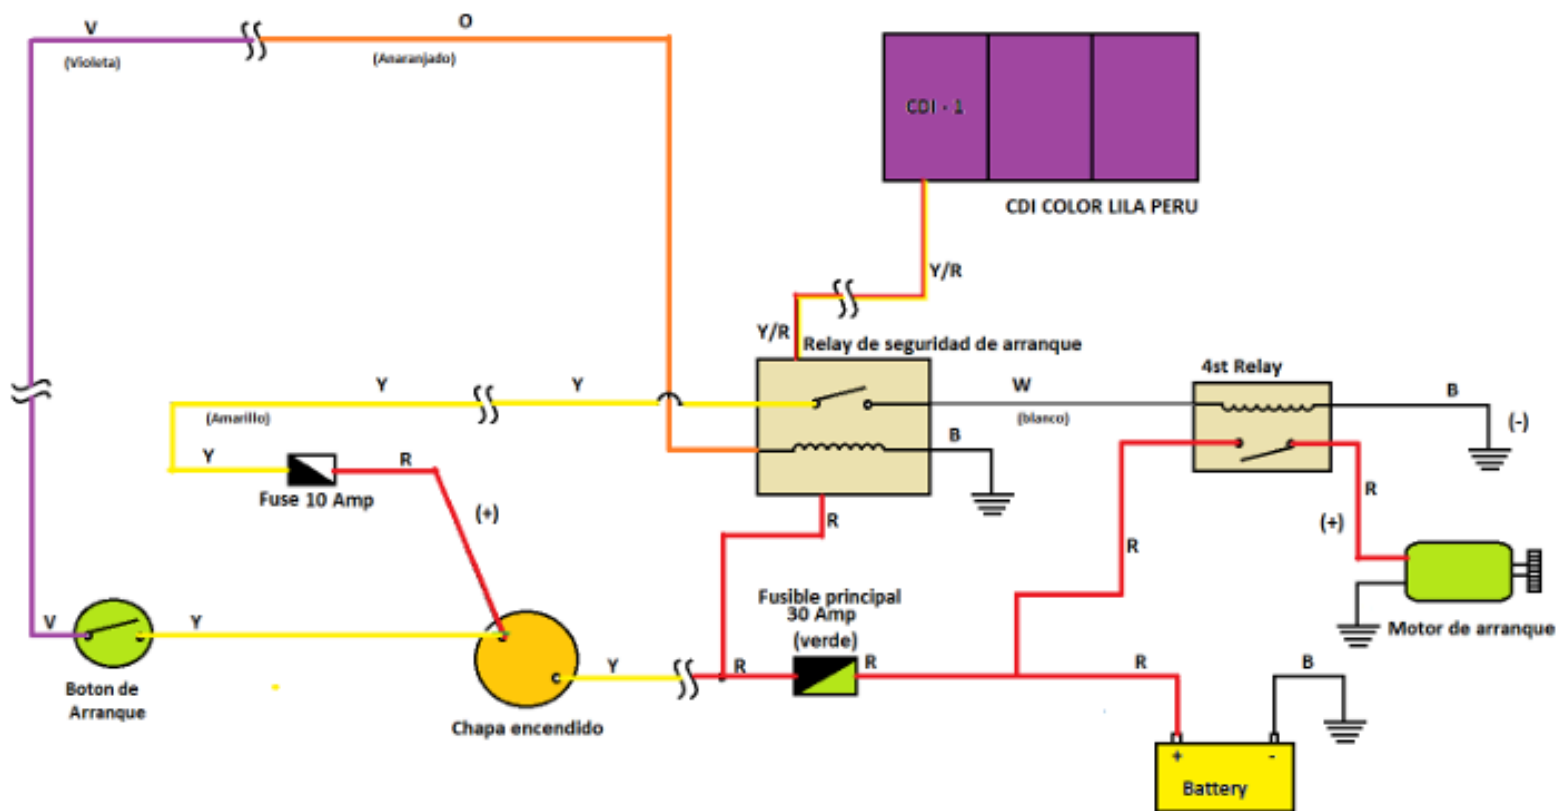 V
O
(Violeta)
(Anaranjado)
CDI - 1
CDI COLOR LILA PERU
Y/R
Y/R
Relay de seguridad de arranque
4st Relay
Y
Y
W
B
(Amarillo)
(blanco)
(-)
Y
R
B
Fuse 10 Amp
(+)
R
R
(+)
R
Fusible principal
30 Amp
(verde)
V
Y
Motor de arranque
Y
R
R
R
B
Boton de
Arranque
Chapa encendido
+
-
Battery